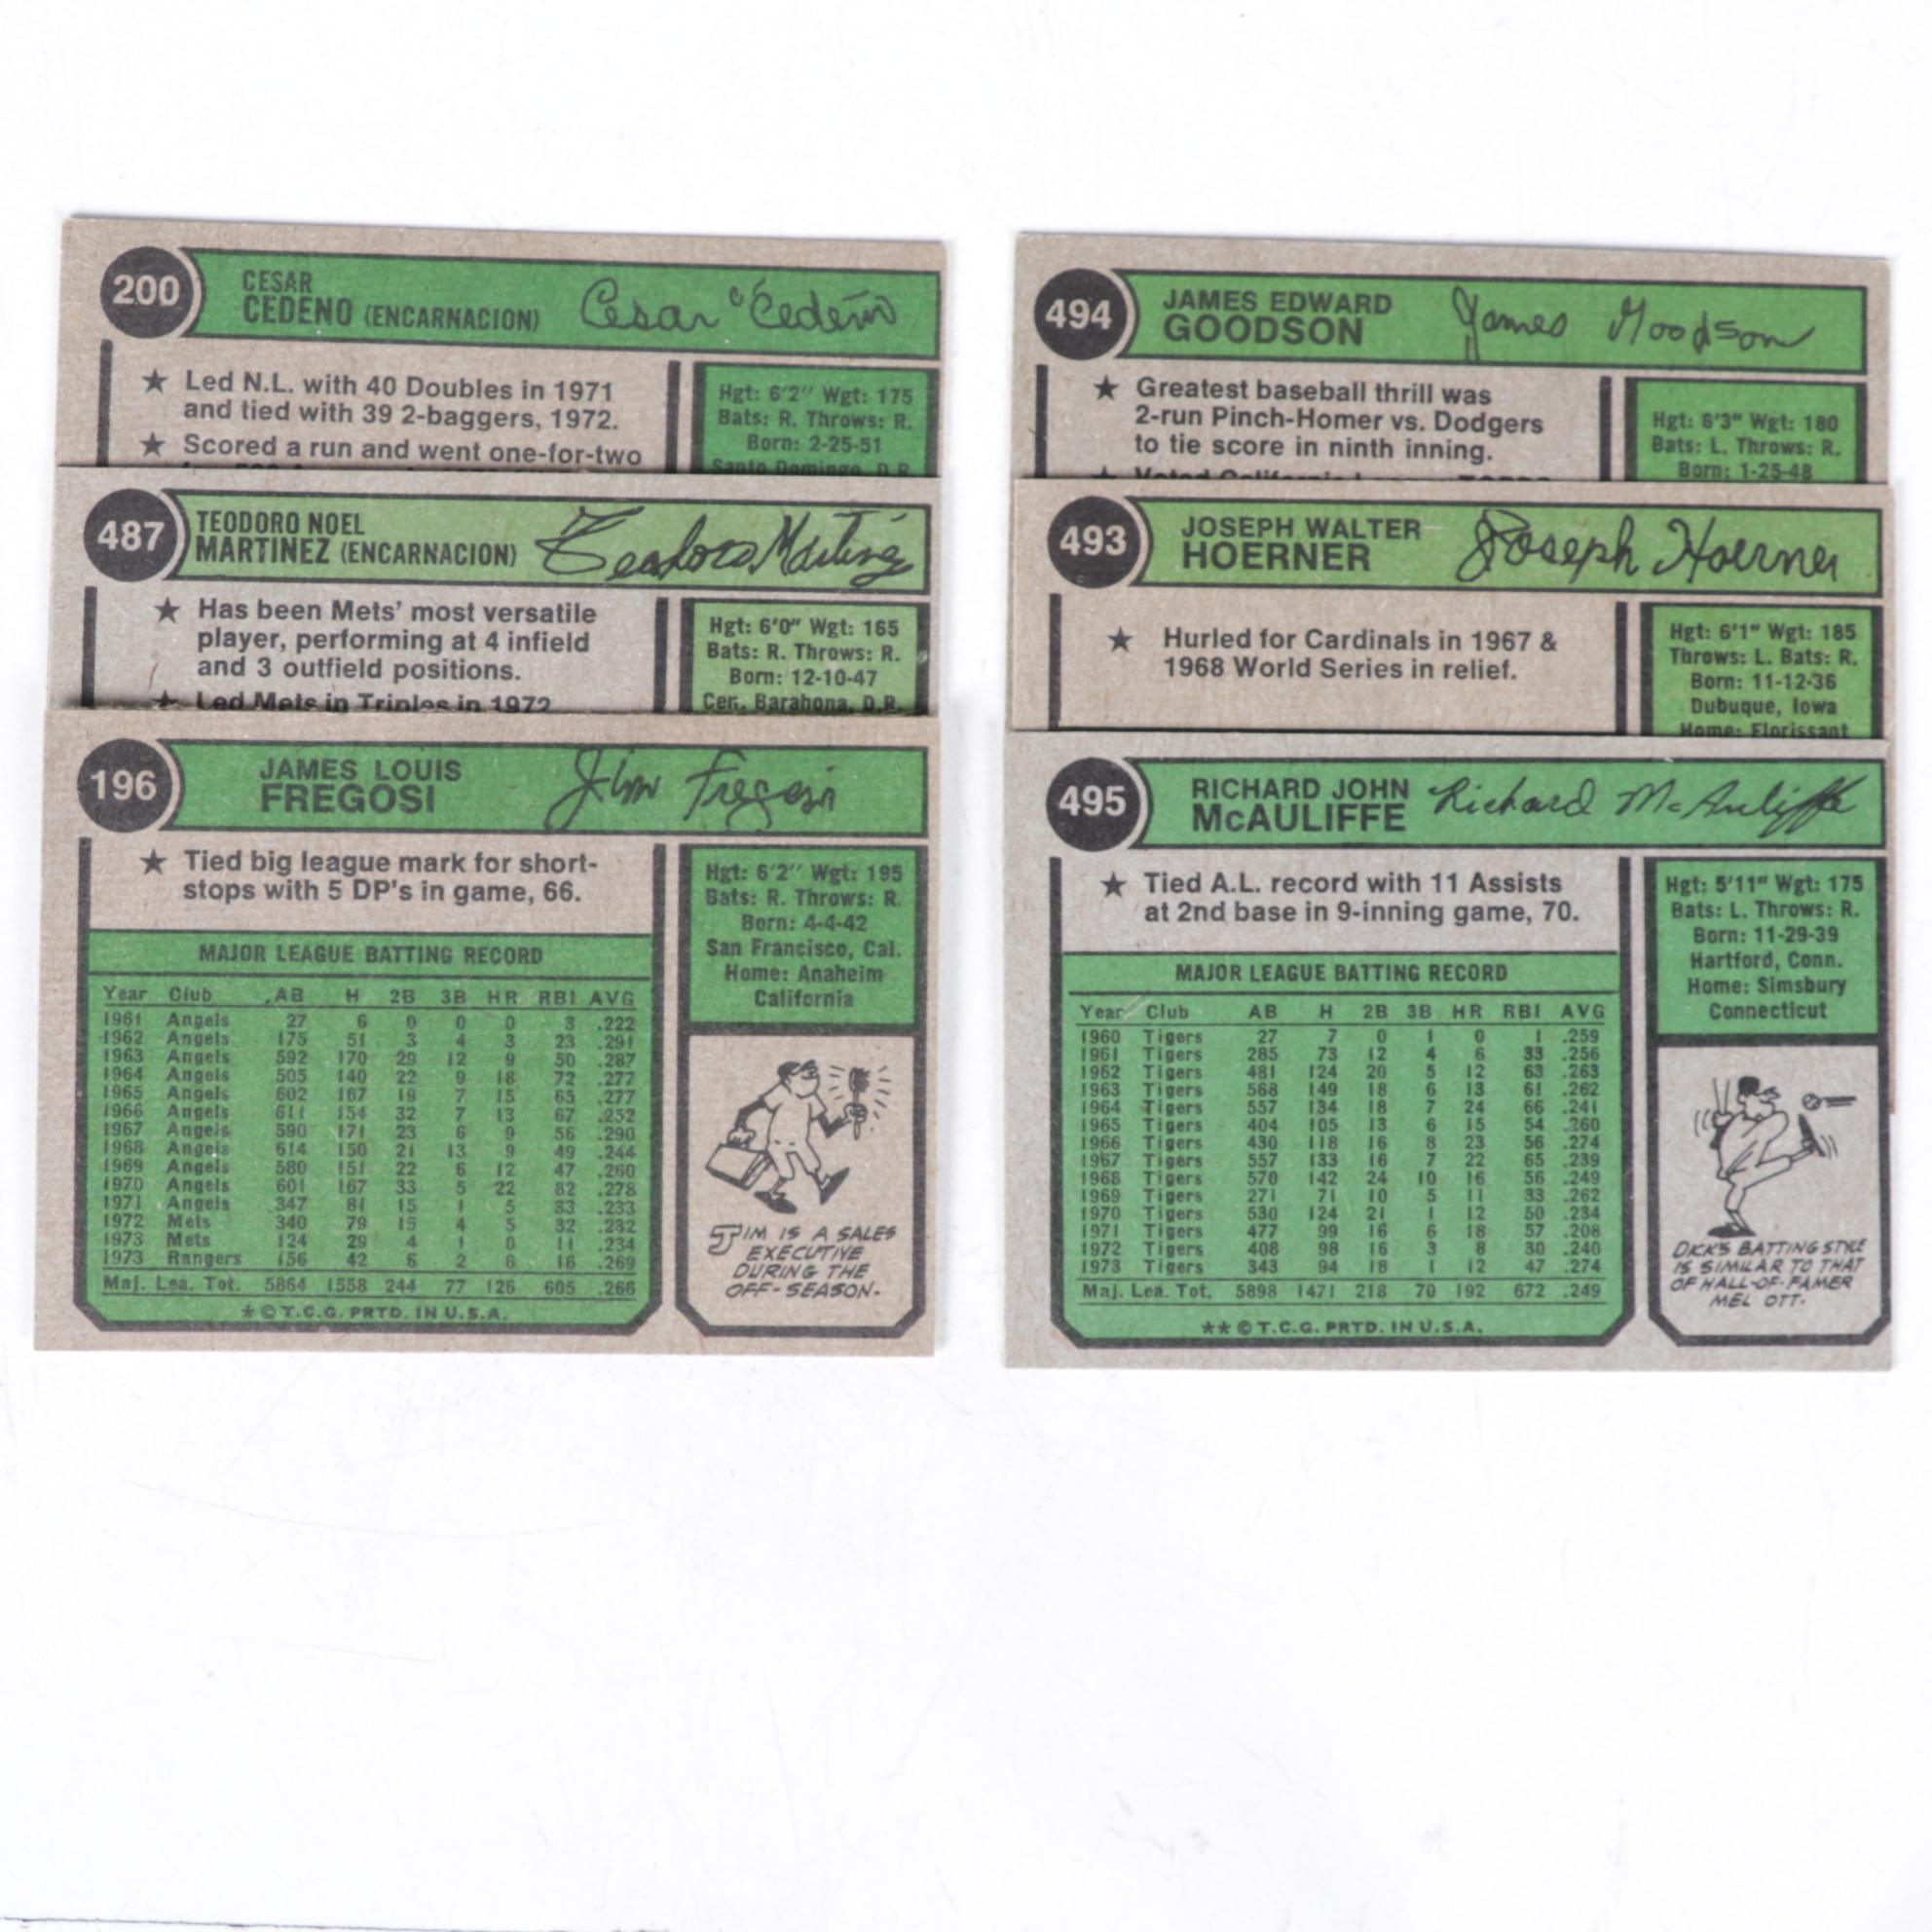 200
CESAR
CEDENO (ENCARNACION)
Cesar Cedeño
★ Led N.L. with 40 Doubles in 1971
and tied with 39 2-baggers, 1972.
★ Scored a run and went one-for-two
Hgt: 6'2" Wgt: 175
Bats: R. Throws: R.
Born: 2-25-51
Santo Domingo, D.R.
487
TEODORO NOEL
MARTINEZ (ENCARNACION)
Teodoro Martinez
★ Has been Mets' most versatile
player, performing at 4 infield
and 3 outfield positions.
★ Led Mets in Triples in 1972
Hgt: 6'0" Wgt: 165
Bats: R. Throws: R.
Born: 12-10-47
Cen. Barahona, D.R.
196
JAMES LOUIS
FREGOSI
Jim Fregosi
★ Tied big league mark for short-
stops with 5 DP's in game, 66.
MAJOR LEAGUE BATTING RECORD
Year Club AB H 2B 3B HR RBI AVG
1961 Angels 27 6 0 0 0 3 .222
1962 Angels 175 51 3 4 3 23 .291
1963 Angels 592 170 29 12 9 50 .287
1964 Angels 505 140 22 9 18 72 .277
1965 Angels 602 167 19 7 15 65 .277
1966 Angels 611 154 32 7 13 67 .252
1967 Angels 590 171 23 6 9 56 .290
1968 Angels 614 150 21 13 9 49 .244
1969 Angels 580 151 22 6 12 47 .260
1970 Angels 601 167 33 5 22 82 .278
1971 Angels 347 81 15 1 5 33 .233
1972 Mets 340 79 15 4 5 32 .232
1973 Mets 124 29 4 1 0 11 .234
1973 Rangers 156 42 6 2 6 16 .269
Maj. Lea. Tot. 5864 1558 244 77 126 605 .266
* © T.C.G. PRTD. IN U.S.A.
Hgt: 6'2" Wgt: 195
Bats: R. Throws: R.
Born: 4-4-42
San Francisco, Cal.
Home: Anaheim
California
JIM IS A SALES
EXECUTIVE
DURING THE
OFF-SEASON.
494
JAMES EDWARD
GOODSON
James Goodson
★ Greatest baseball thrill was
2-run Pinch-Homer vs. Dodgers
to tie score in ninth inning.
Hgt: 6'3" Wgt: 180
Bats: L. Throws: R.
Born: 1-25-48
493
JOSEPH WALTER
HOERNER
Joseph Hoerner
★ Hurled for Cardinals in 1967 &
1968 World Series in relief.
Hgt: 6'1" Wgt: 185
Throws: L. Bats: R.
Born: 11-12-36
Dubuque, Iowa
Home: Florissant
495
RICHARD JOHN
McAULIFFE
Richard McAuliffe
★ Tied A.L. record with 11 Assists
at 2nd base in 9-inning game, 70.
MAJOR LEAGUE BATTING RECORD
Year Club AB H 2B 3B HR RBI AVG
1960 Tigers 27 7 0 1 0 1 .259
1961 Tigers 285 73 12 4 6 33 .256
1962 Tigers 481 124 20 5 12 63 .263
1963 Tigers 568 149 18 6 13 61 .262
1964 Tigers 557 134 18 7 24 66 .241
1965 Tigers 404 105 13 6 15 54 .260
1966 Tigers 430 118 16 8 23 56 .274
1967 Tigers 557 133 16 7 22 65 .239
1968 Tigers 570 142 24 10 16 56 .249
1969 Tigers 271 71 10 5 11 33 .262
1970 Tigers 530 124 21 1 12 50 .234
1971 Tigers 477 99 16 6 18 57 .208
1972 Tigers 408 98 16 3 8 30 .240
1973 Tigers 343 94 18 1 12 47 .274
Maj. Lea. Tot. 5898 1471 218 70 192 672 .249
** © T.C.G. PRTD. IN U.S.A.
Hgt: 5'11" Wgt: 175
Bats: L. Throws: R.
Born: 11-29-39
Hartford, Conn.
Home: Simsbury
Connecticut
DICK'S BATTING STYLE
IS SIMILAR TO THAT
OF HALL-OF-FAMER
MEL OTT.